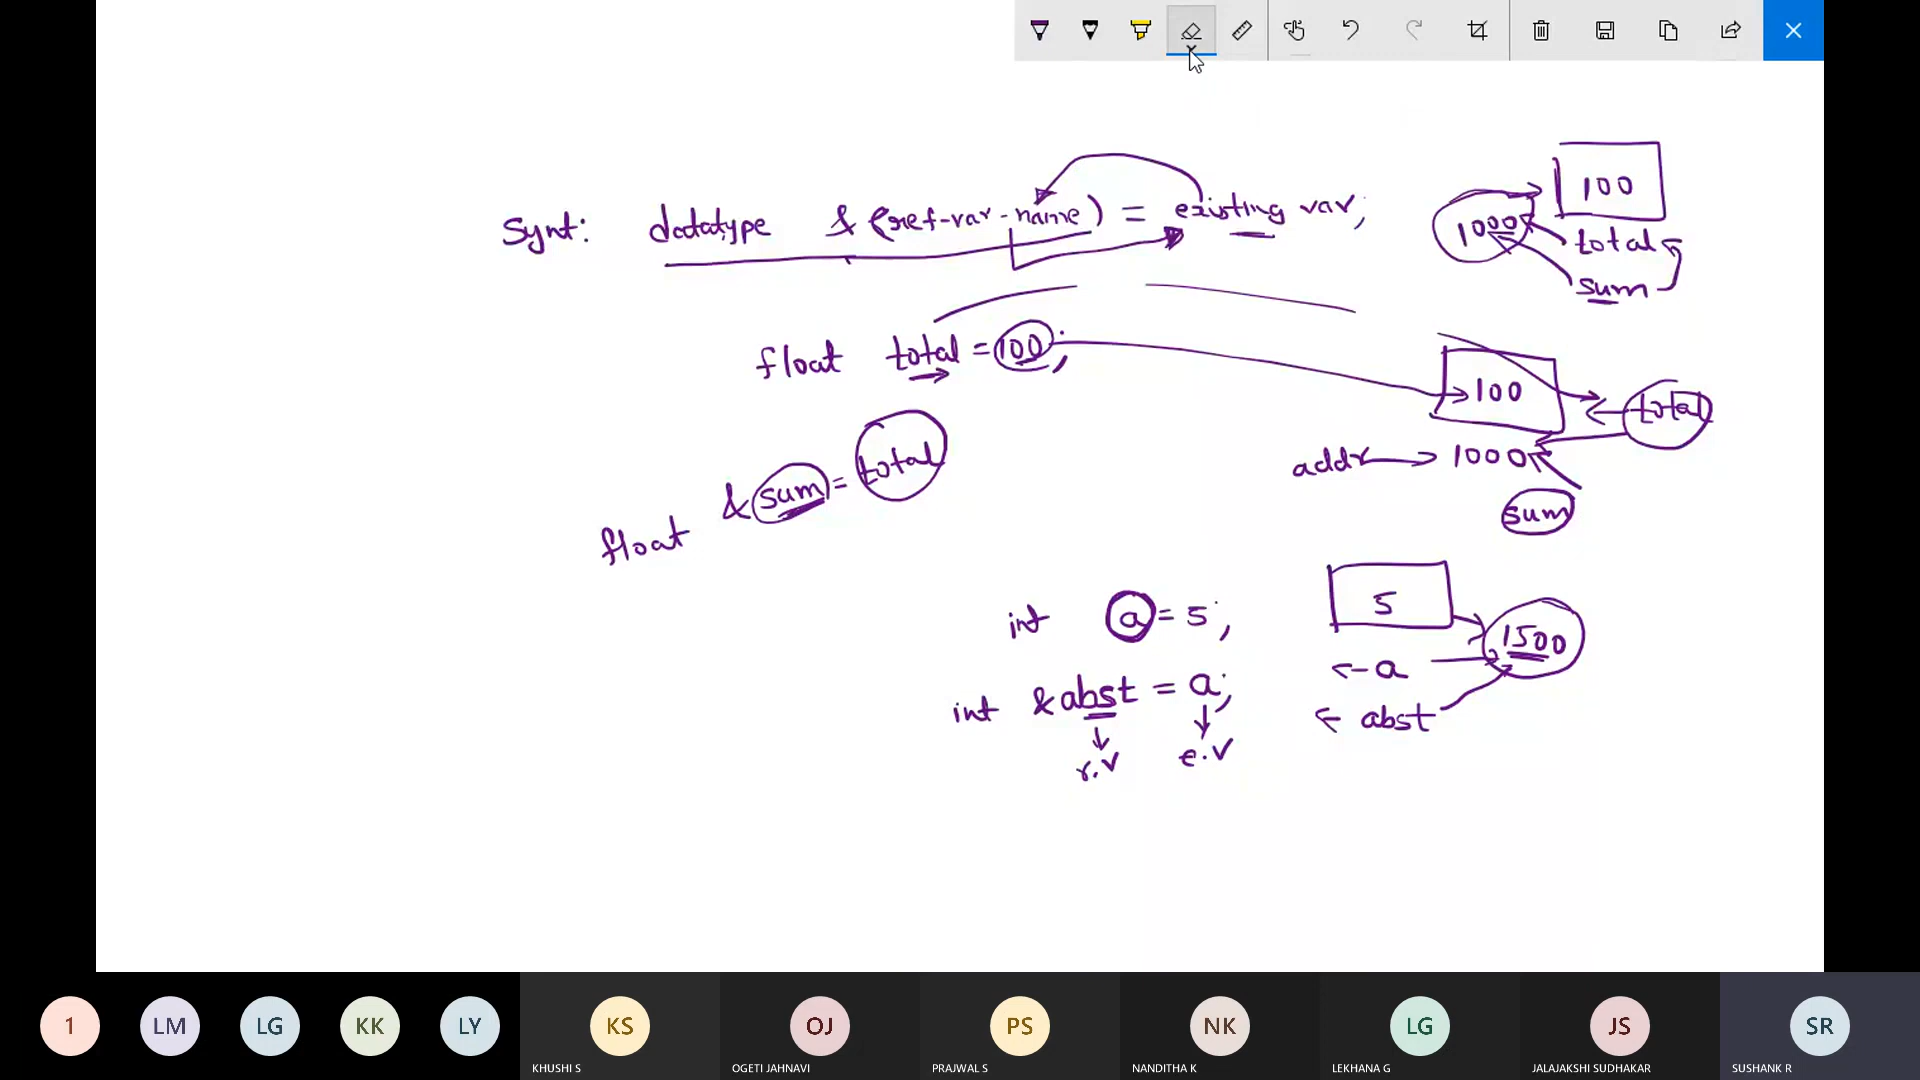 Synt: datatype & (ref-var-name) = existing var;
100
1000
total
sum
float total = 100;
100
total
addr → 1000
sum
float & sum = total
int a = 5;
5
1500
← a
int & abst = a;
← abst
r.v e.v
1 LM LG KK LY KS OJ PS NK LG JS SR
KHUSHI S OGETI JAHNAVI PRAJWAL S NANDITHA K LEKHANA G JALAJAKSHI SUDHAKAR SUSHANK R